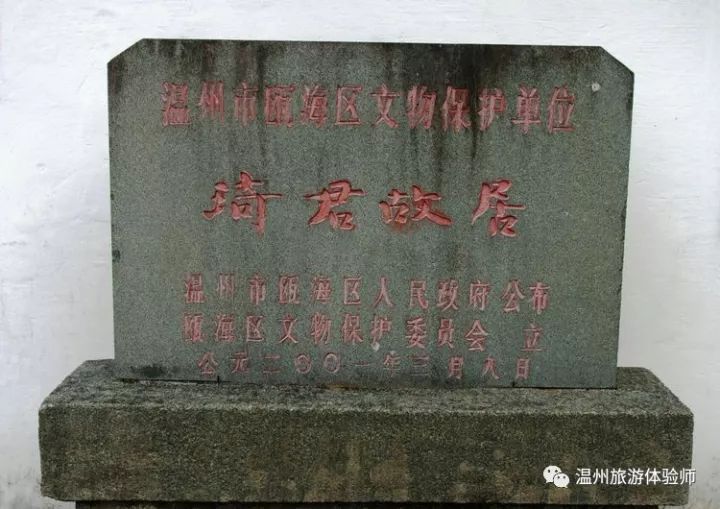 温州市瓯海区文物保护单位
琦君故居
温州市瓯海区人民政府公布
瓯海区文物保护委员会 立
公元二〇〇一年三月九日
温州旅游体验师